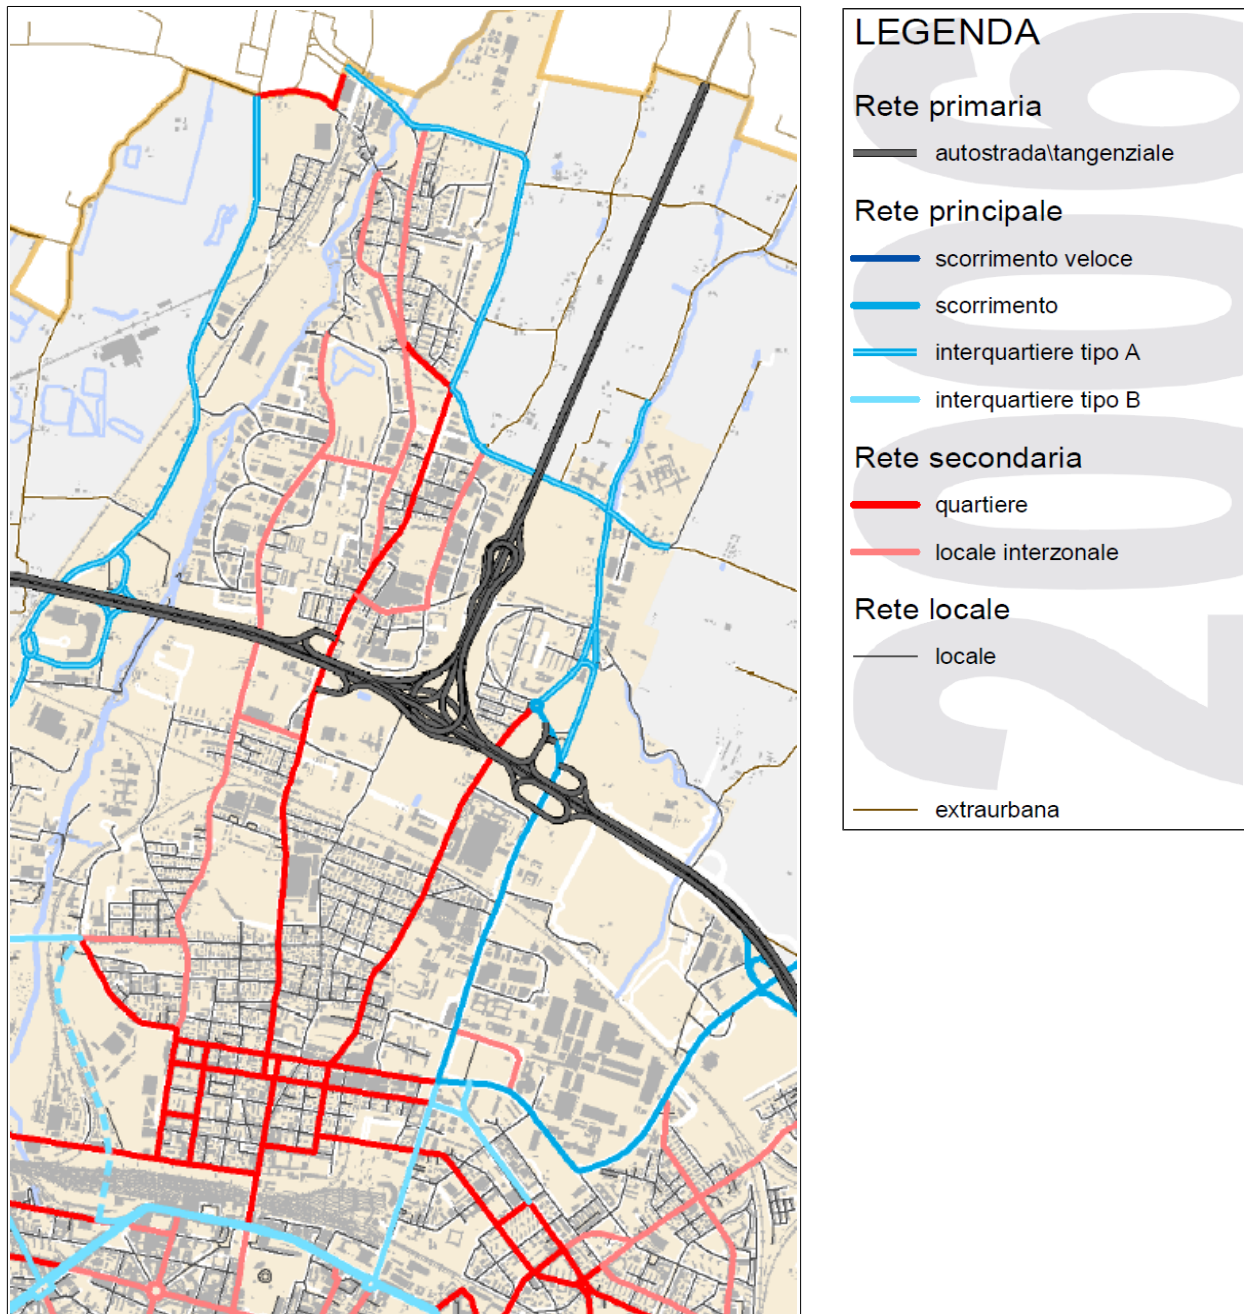 LEGENDA
Rete primaria
autostrada\tangenziale
Rete principale
scorrimento veloce
scorrimento
interquartiere tipo A
interquartiere tipo B
Rete secondaria
quartiere
locale interzonale
Rete locale
locale
extraurbana
2006